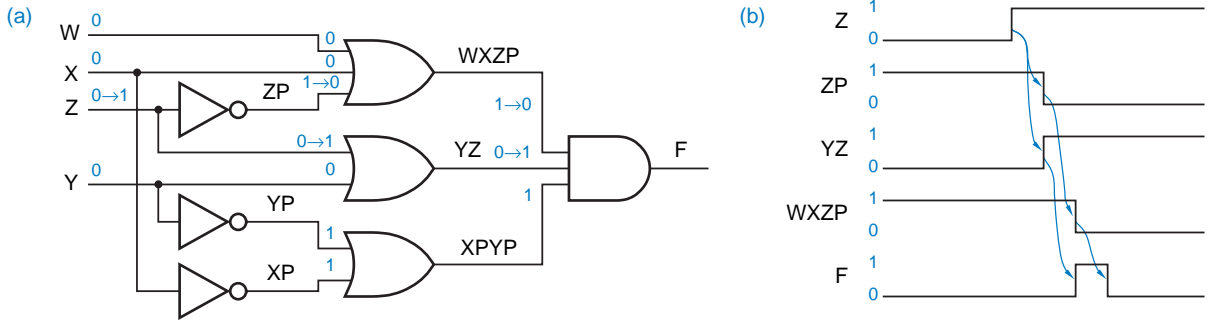 (a)
W 0 0
X 0 0 WXZP
Z 0→1 ZP 1→0 1→0
0→1 YZ 0→1 F
Y 0 0
YP 1 1
XP 1 XPYP
(b)
Z 1 0
ZP 1 0
YZ 1 0
WXZP 1 0
F 1 0